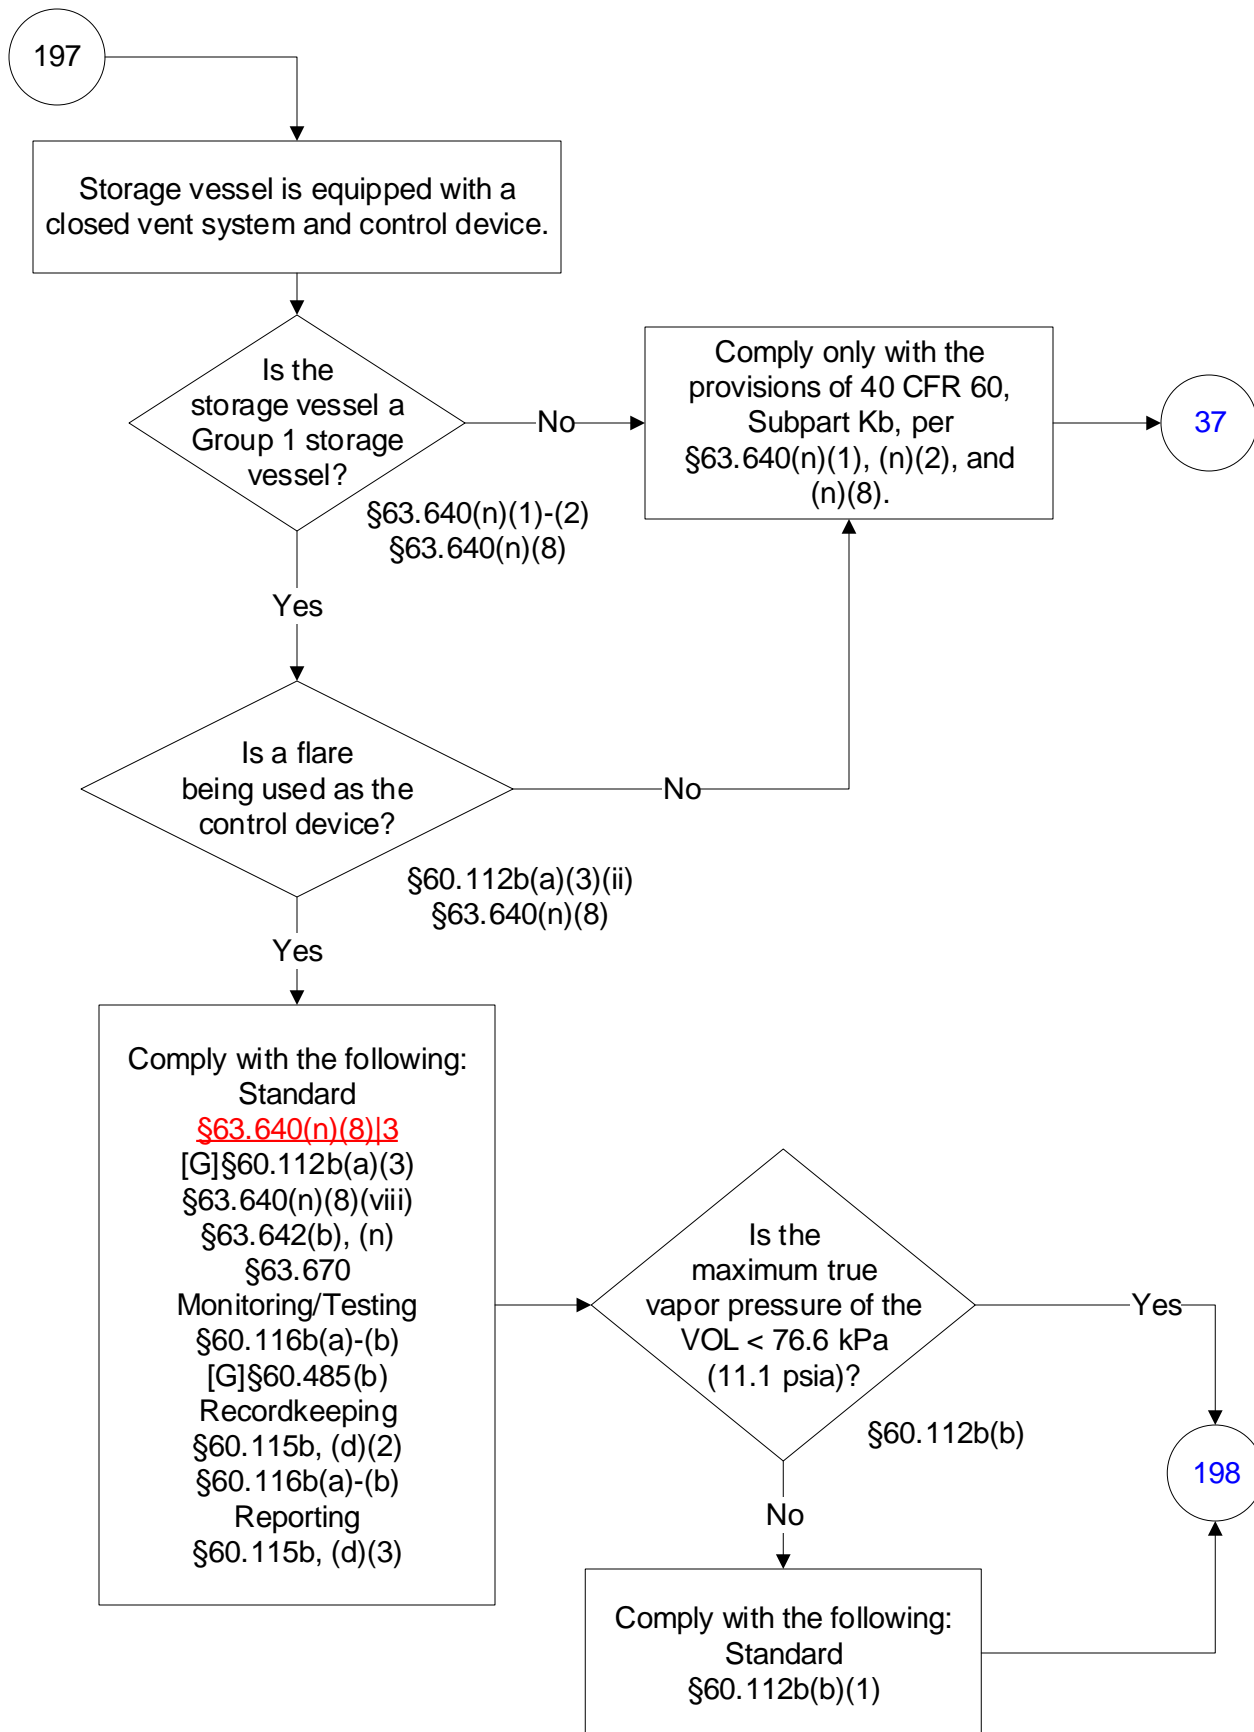 197
Storage vessel is equipped with a
closed vent system and control device.
Is the
storage vessel a
Group 1 storage
vessel?
No
§63.640(n)(1)-(2)
§63.640(n)(8)
Comply only with the
provisions of 40 CFR 60,
Subpart Kb, per
§63.640(n)(1), (n)(2), and
(n)(8).
37
Yes
Is a flare
being used as the
control device?
No
§60.112b(a)(3)(ii)
§63.640(n)(8)
Yes
Comply with the following:
Standard
§63.640(n)(8)|3
[G]§60.112b(a)(3)
§63.640(n)(8)(viii)
§63.642(b), (n)
§63.670
Monitoring/Testing
§60.116b(a)-(b)
[G]§60.485(b)
Recordkeeping
§60.115b, (d)(2)
§60.116b(a)-(b)
Reporting
§60.115b, (d)(3)
Is the
maximum true
vapor pressure of the
VOL < 76.6 kPa
(11.1 psia)?
Yes
§60.112b(b)
198
No
Comply with the following:
Standard
§60.112b(b)(1)